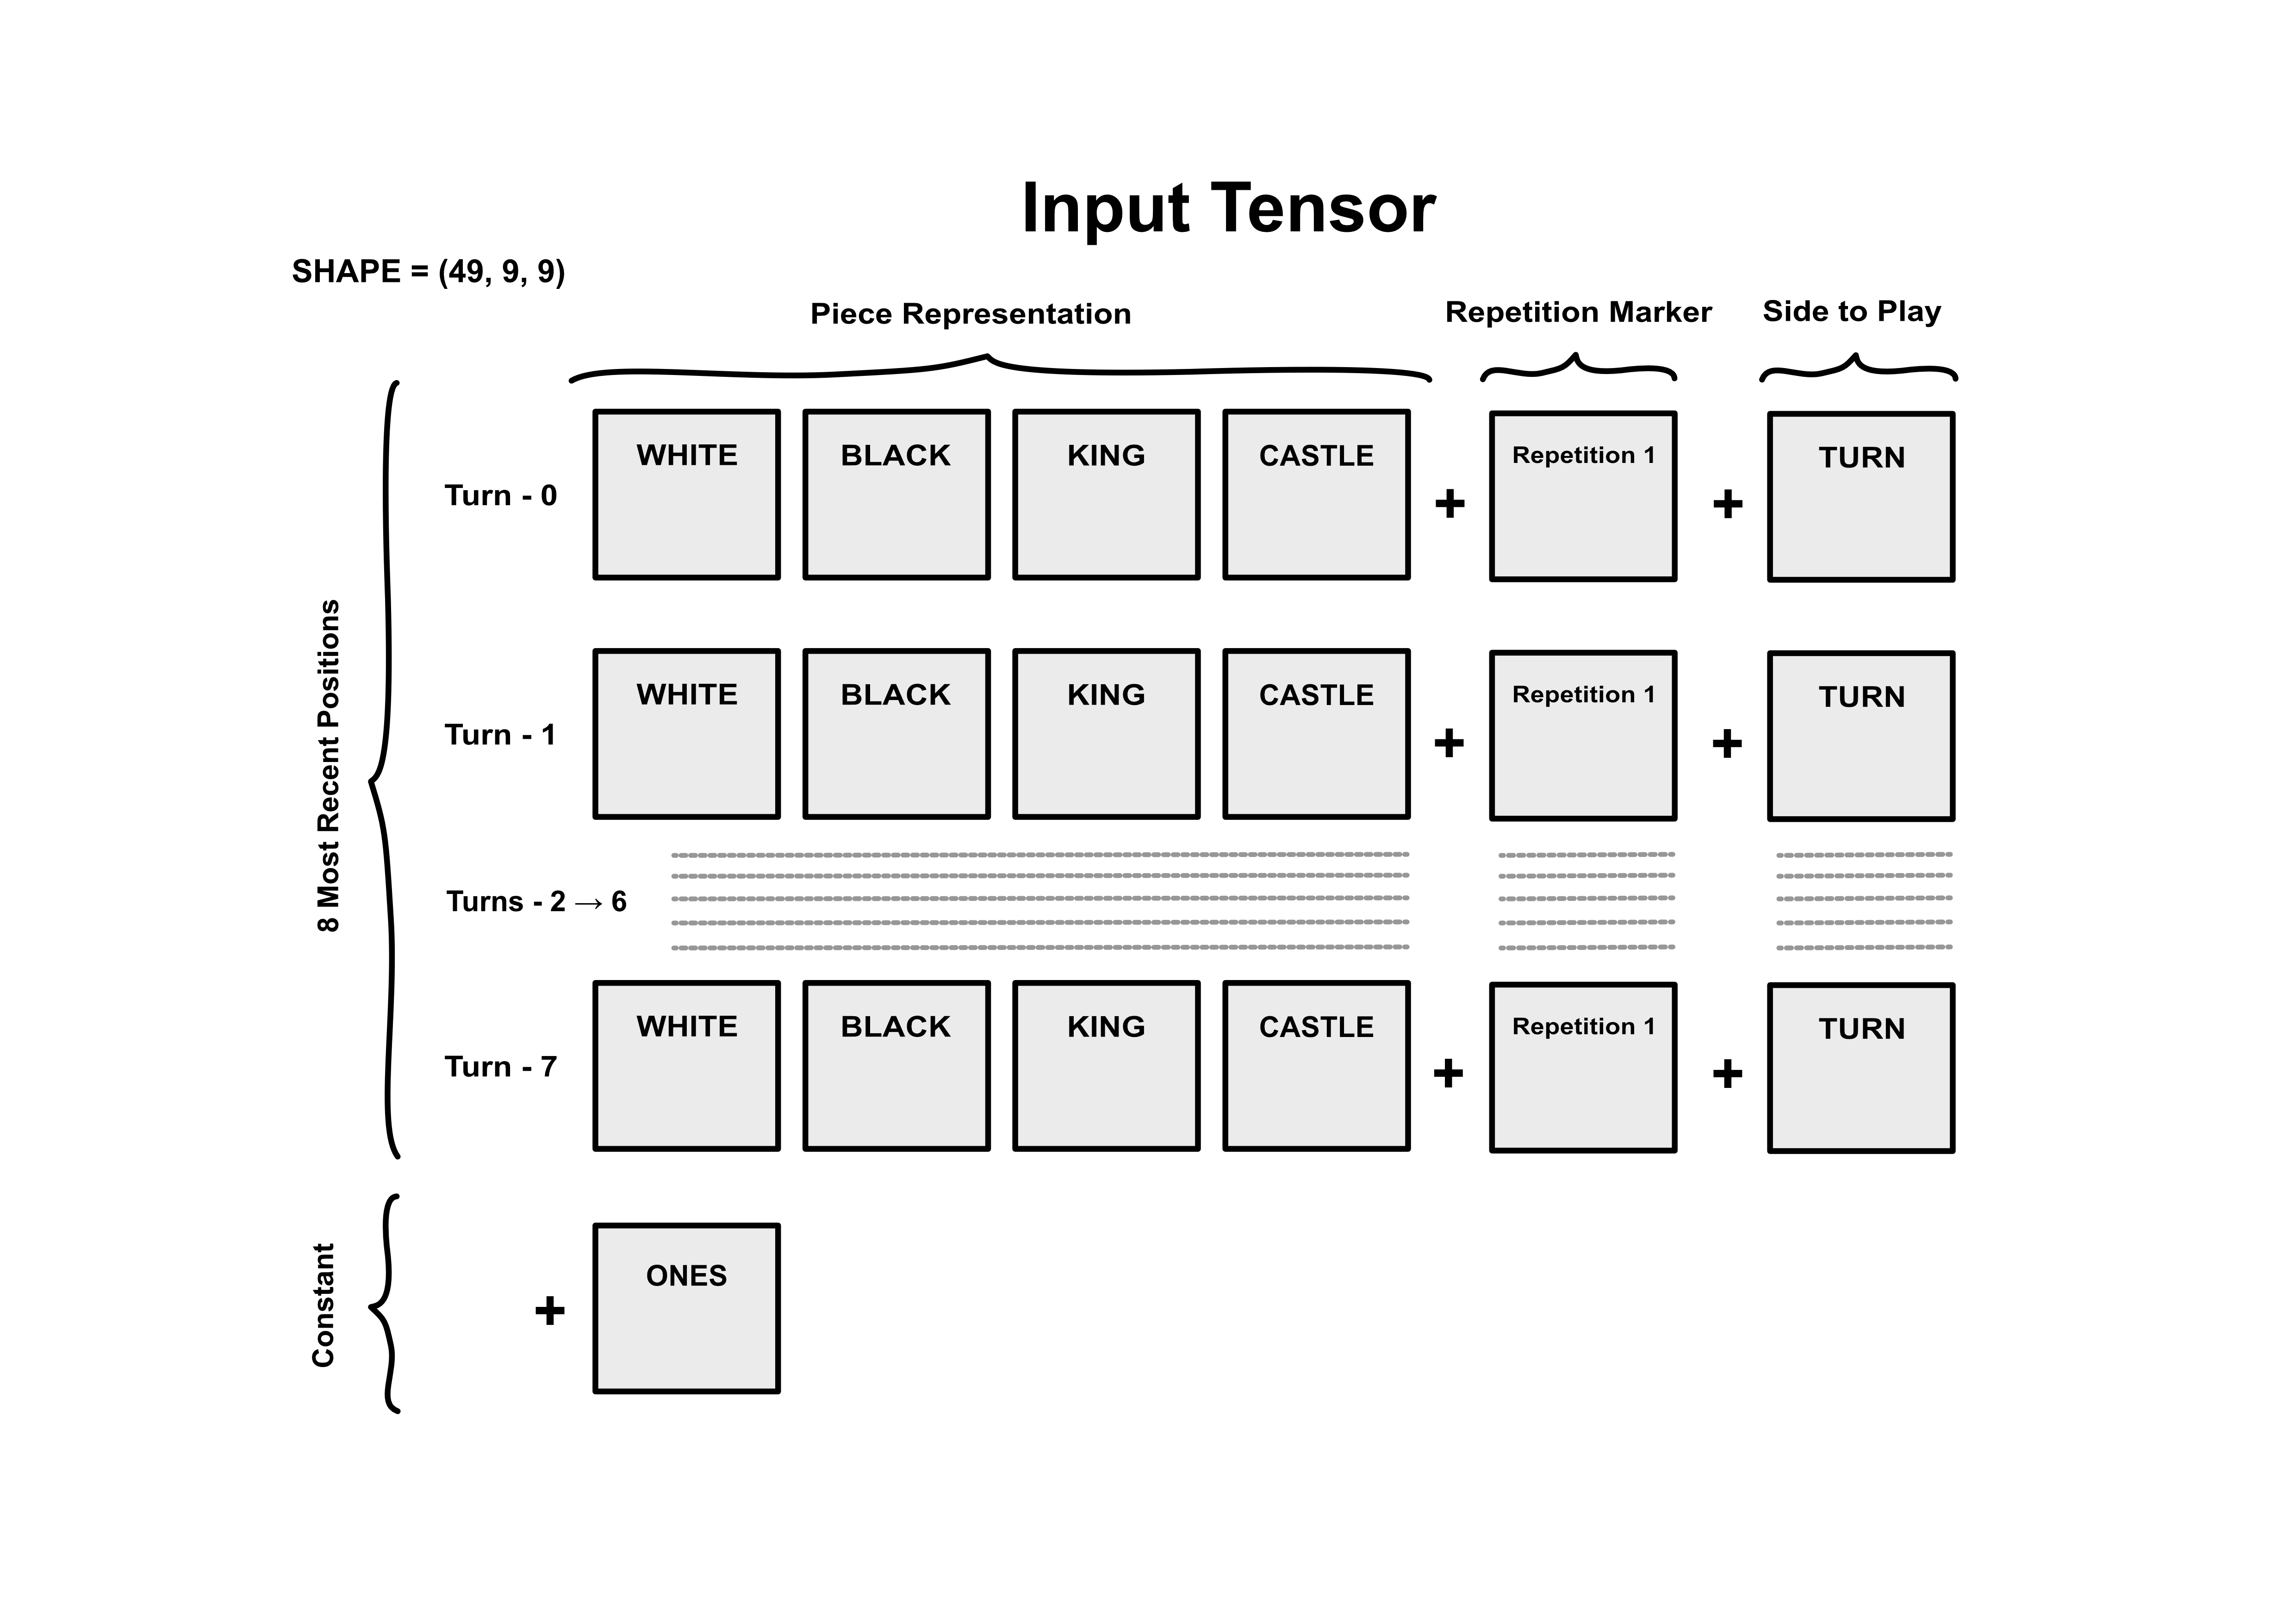 Input Tensor
SHAPE = (49, 9, 9)
Piece Representation
Repetition Marker
Side to Play
8 Most Recent Positions
Turn - 0
WHITE
BLACK
KING
CASTLE
+
Repetition 1
+
TURN
Turn - 1
WHITE
BLACK
KING
CASTLE
+
Repetition 1
+
TURN
Turns - 2 → 6
Turn - 7
WHITE
BLACK
KING
CASTLE
+
Repetition 1
+
TURN
Constant
+
ONES